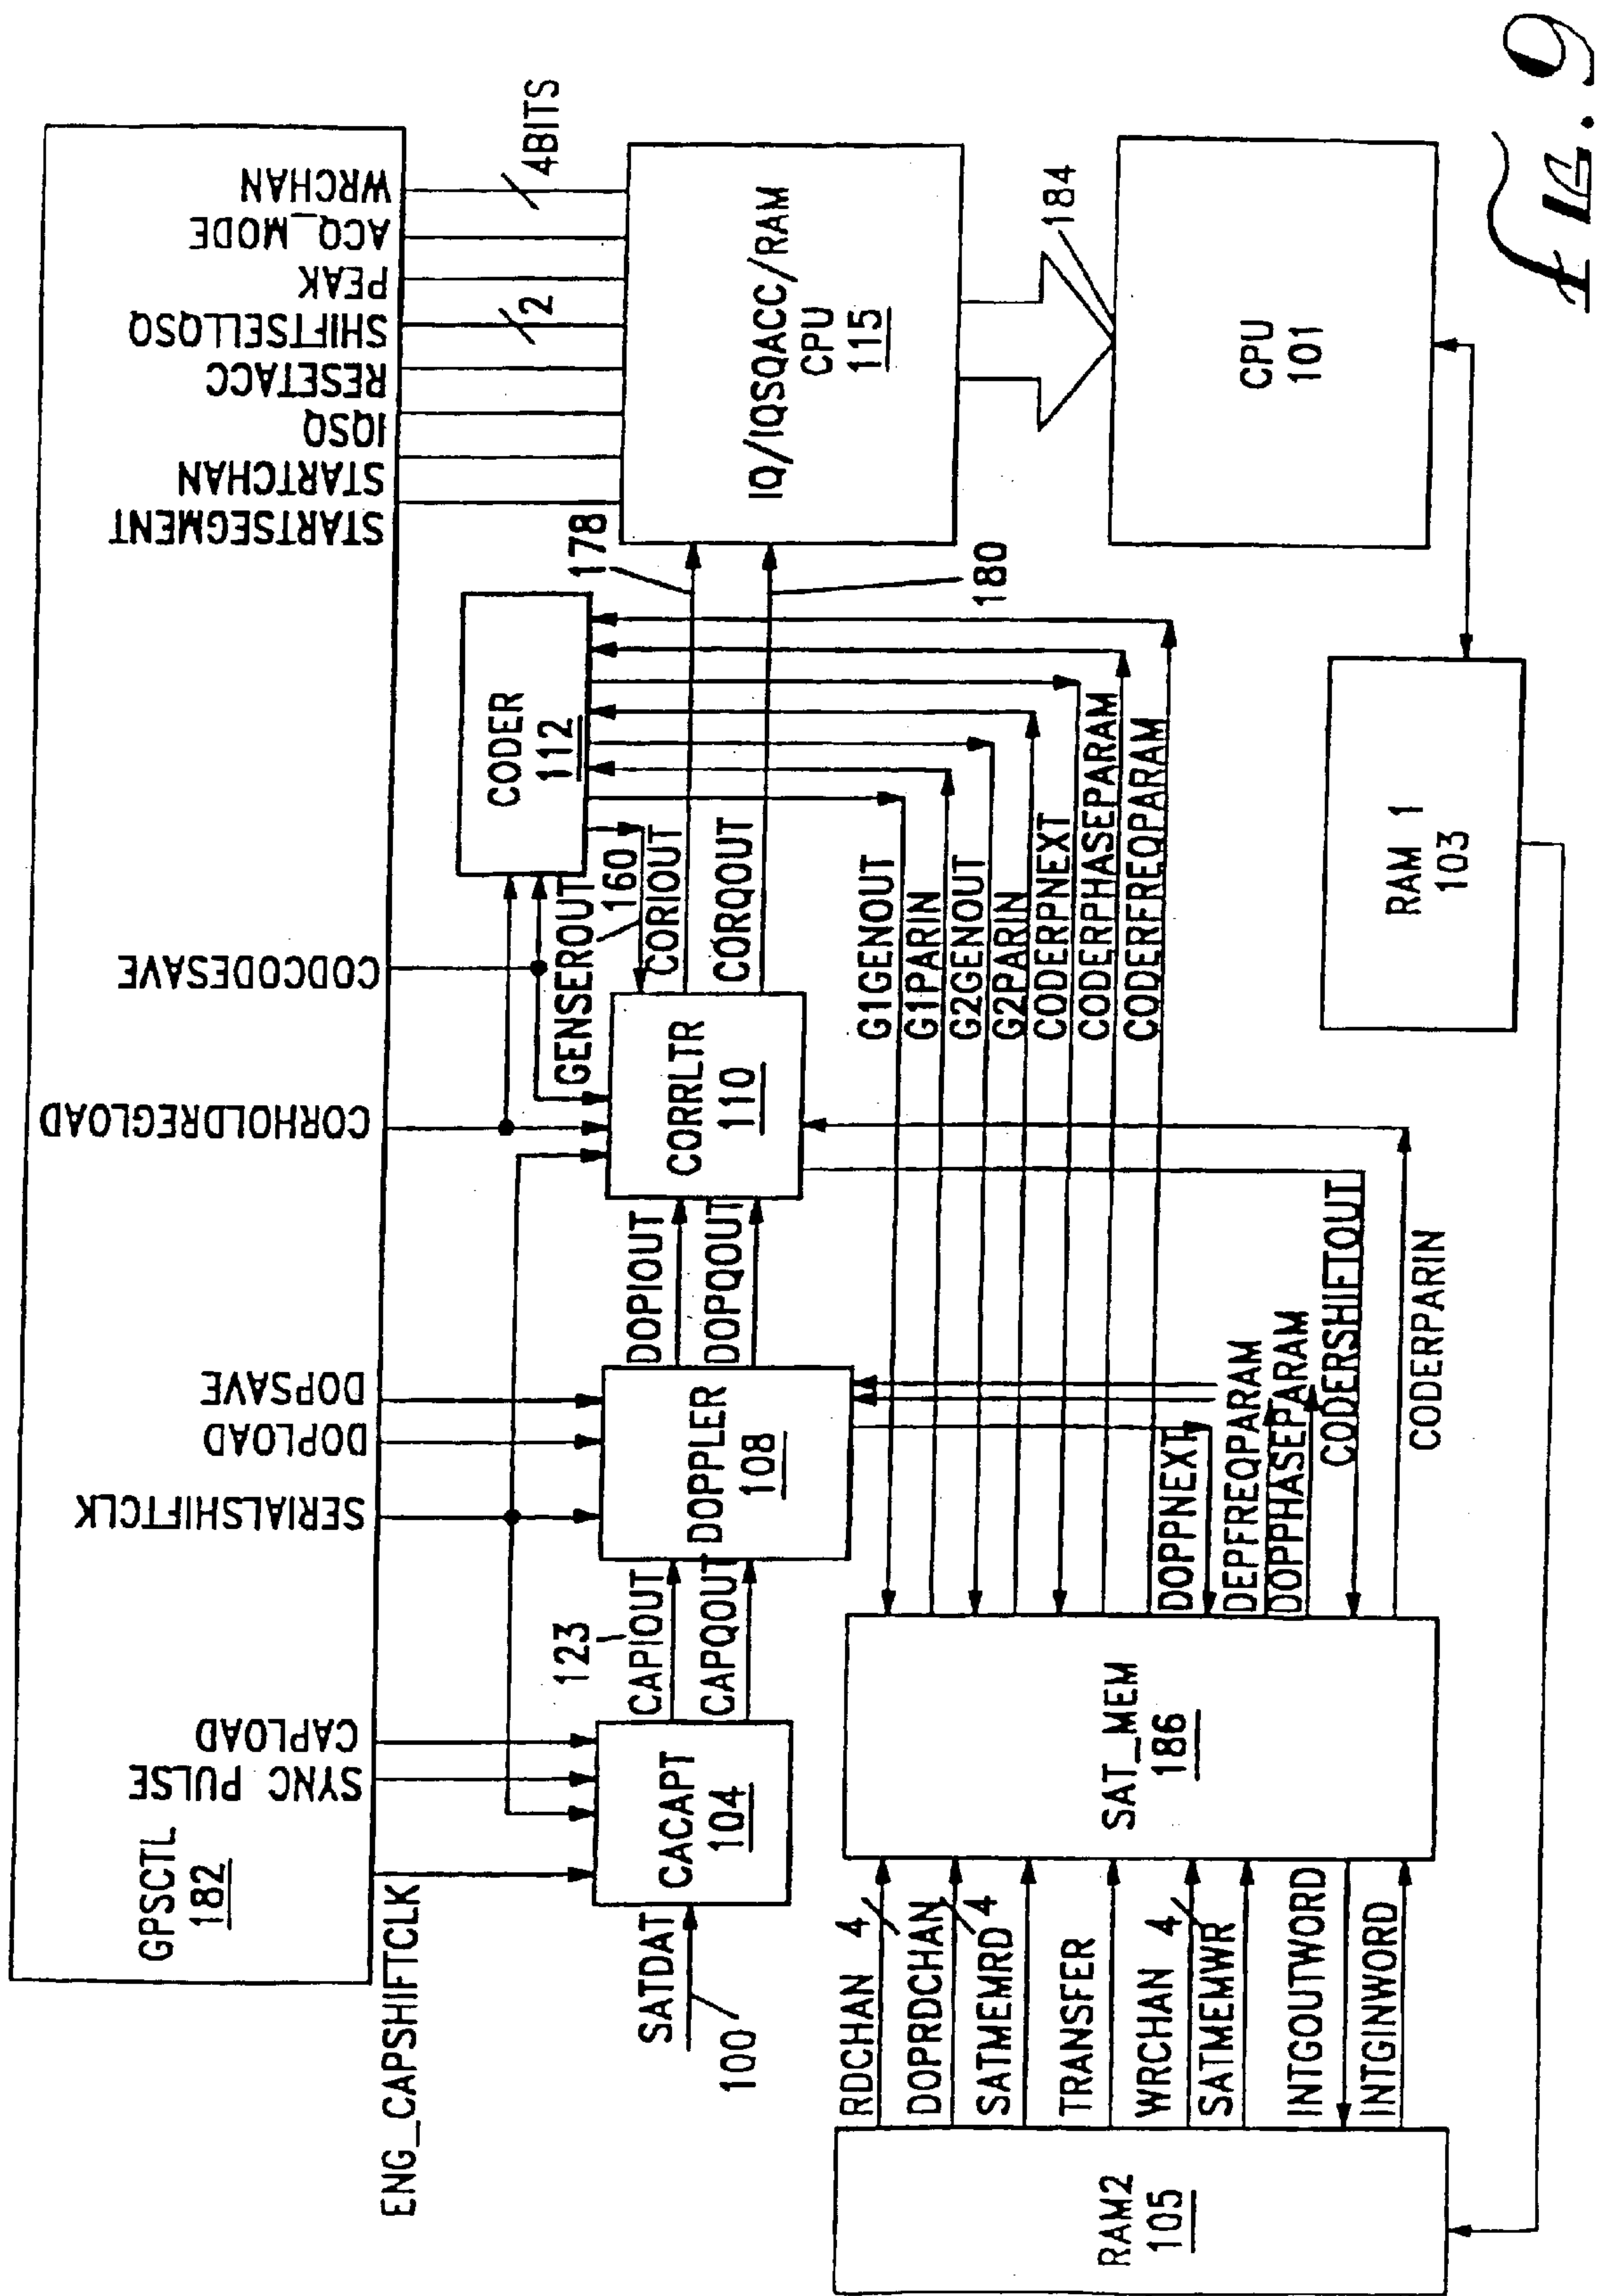 GPSCTL
182
ENG_CAPSHIFTCLK
SYNC PULSE
CAPLOAD
SERIALSHIFTCLK
DOPLOAD
DOPSAVE
CORHOLDREGLOAD
CODCODESAVE
STARTSEGMENT
STARTCHAN
IQSQ
RESETACC
SHIFTSELLQSQ
2
PEAK
ACQ_MODE
WRCHAN
4BITS
SATDAT
100
CACAPT
104
123
CAPIOUT
CAPQOUT
DOPPLER
108
DOPIOUT
DOPQOUT
CORRLTR
110
GENSEROUT
160
CORIOUT
CORQOUT
CODER
112
178
180
IQ/IQSQACC/RAM
CPU
115
184
CPU
101
G1GENOUT
G1PARIN
G2GENOUT
G2PARIN
CODERPNEXT
CODERPHASEPARAM
CODERFREQPARAM
DOPPNEXT
DEPFREQPARAM
DOPPHASEPARAM
CODERSHIFTOUT
CODERPARIN
SAT_MEM
186
RDCHAN 4
DOPRDCHAN 4
SATMEMRD
TRANSFER
WRCHAN 4
SATMEMWR
INTGOUTWORD
INTGINWORD
RAM2
105
RAM 1
103
FIG. 9